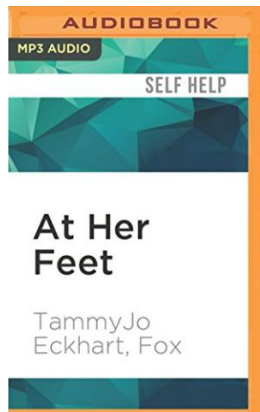 AUDIOBOOK
MP3 AUDIO
SELF HELP
At Her
Feet
TammyJo
Eckhart, Fox